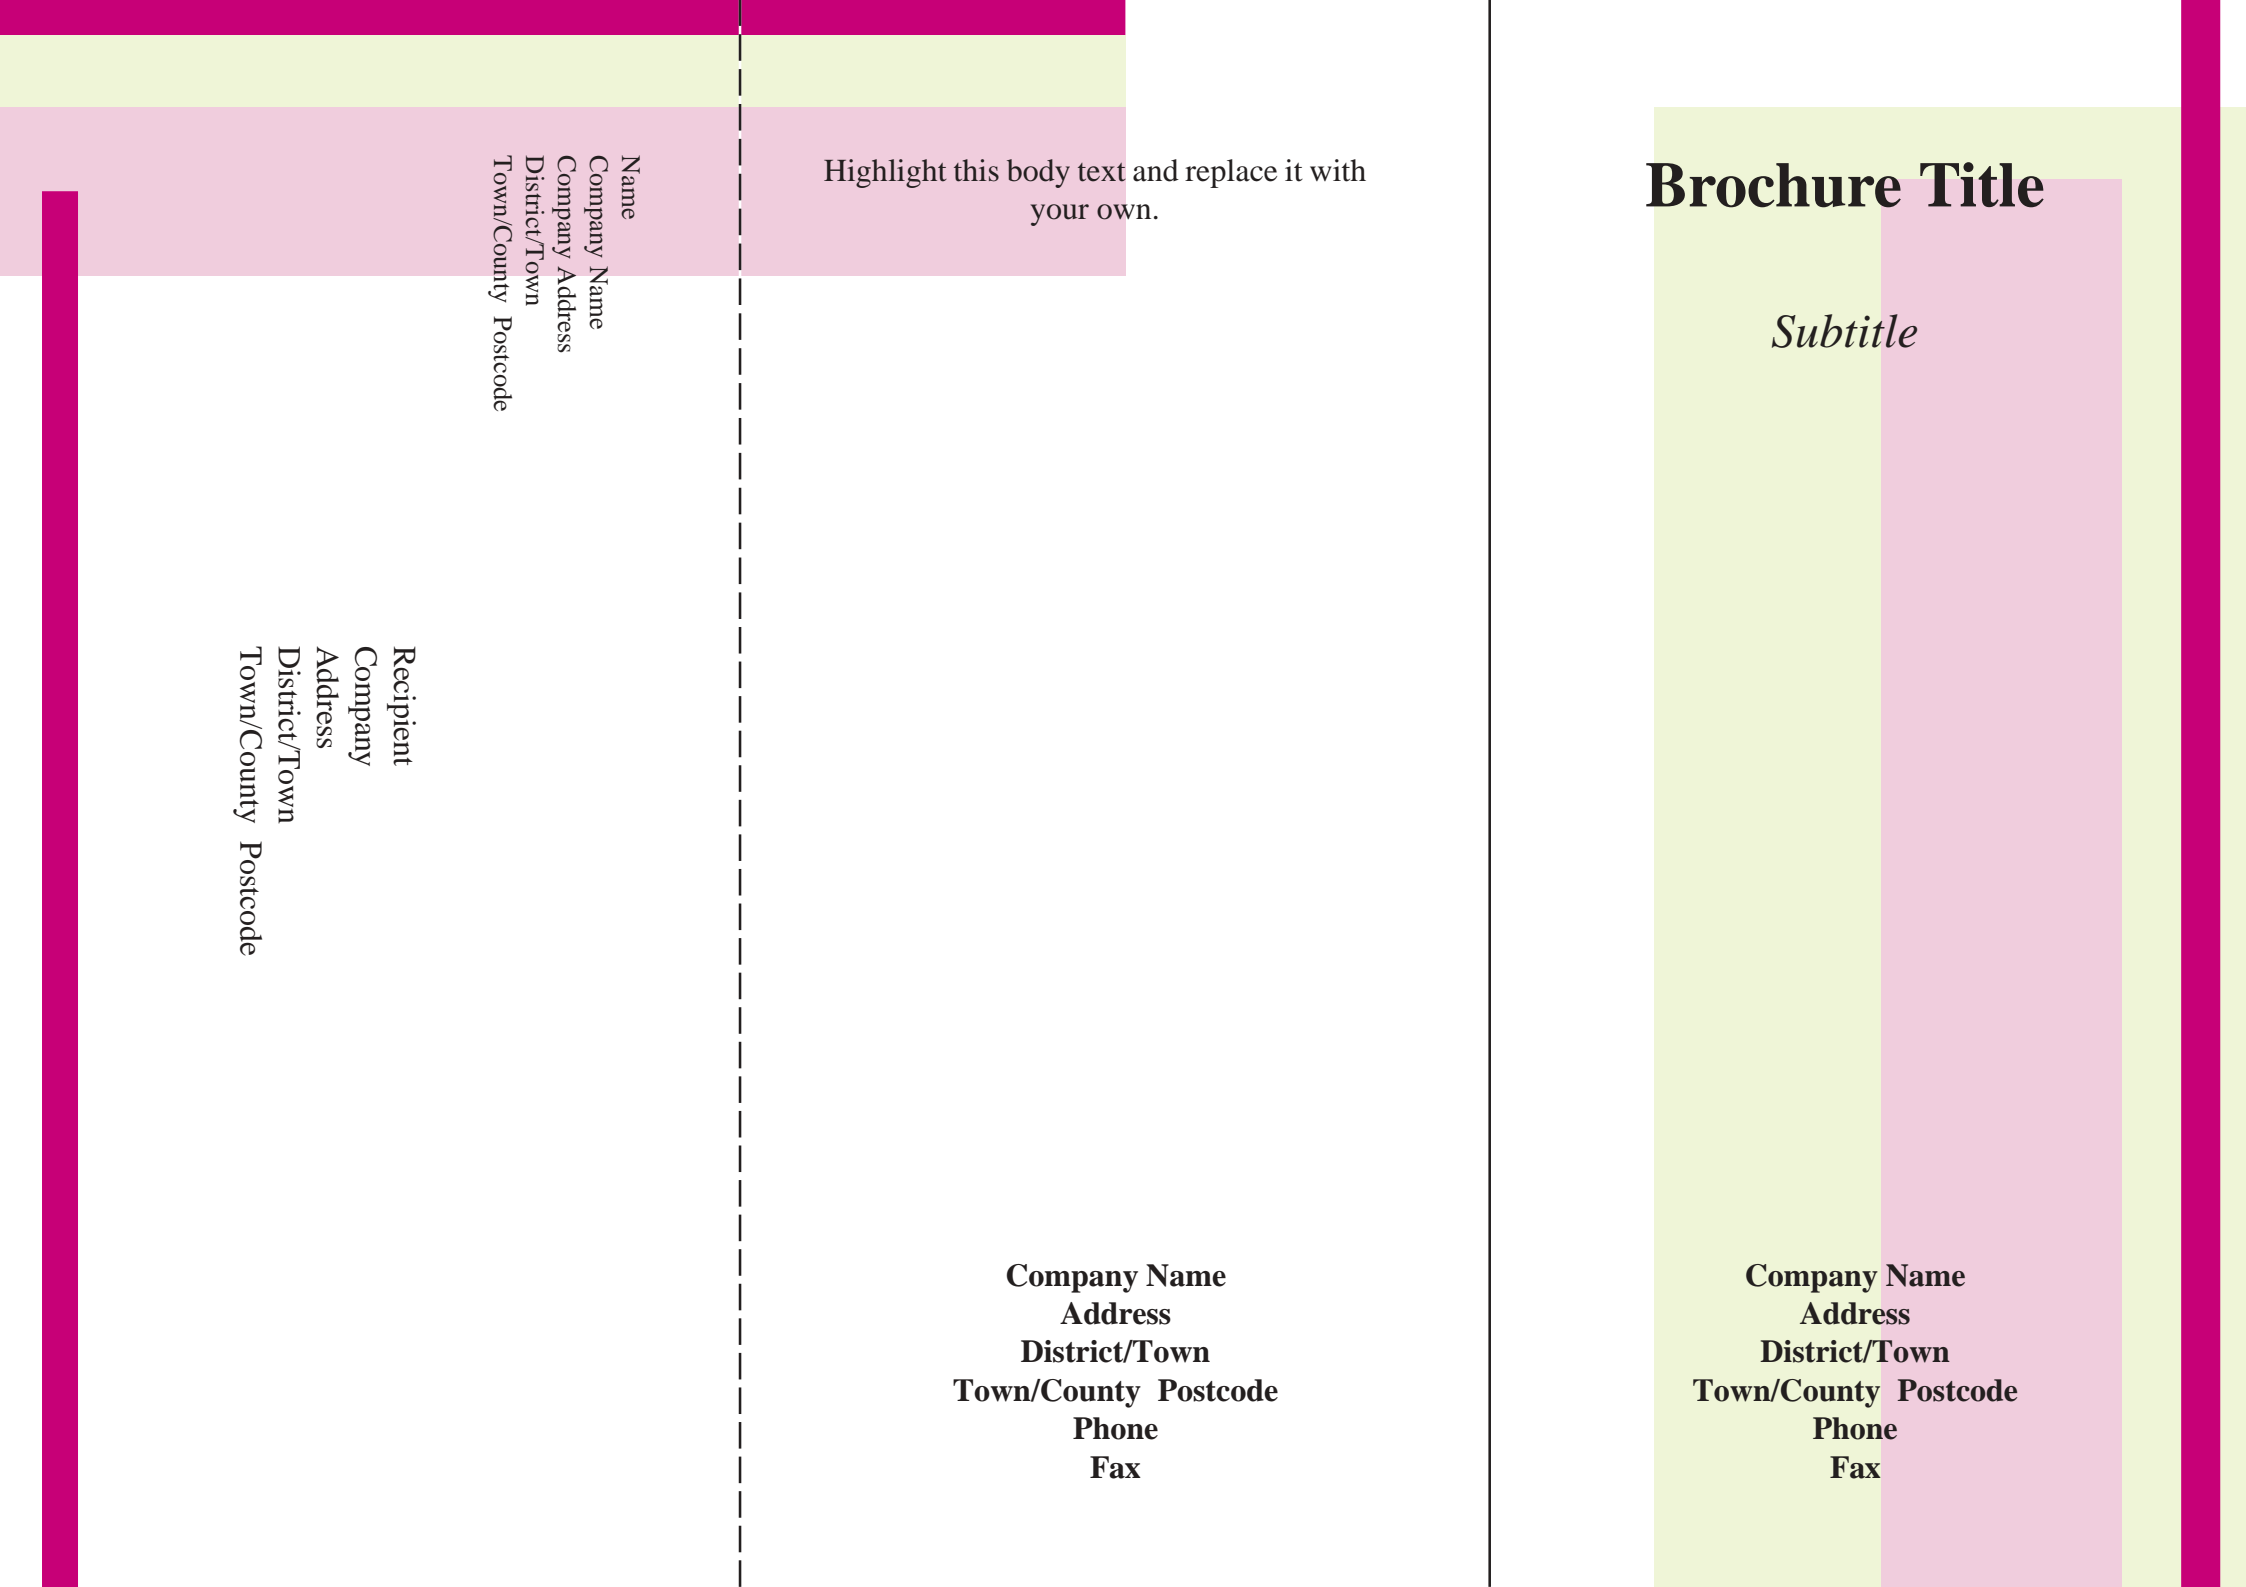 Name
Company Name
Company Address
District/Town
Town/County  Postcode
Recipient
Company
Address
District/Town
Town/County  Postcode
Highlight this body text and replace it with
your own.
Company Name
Address
District/Town
Town/County  Postcode
Phone
Fax
Brochure Title
Subtitle
Company Name
Address
District/Town
Town/County  Postcode
Phone
Fax